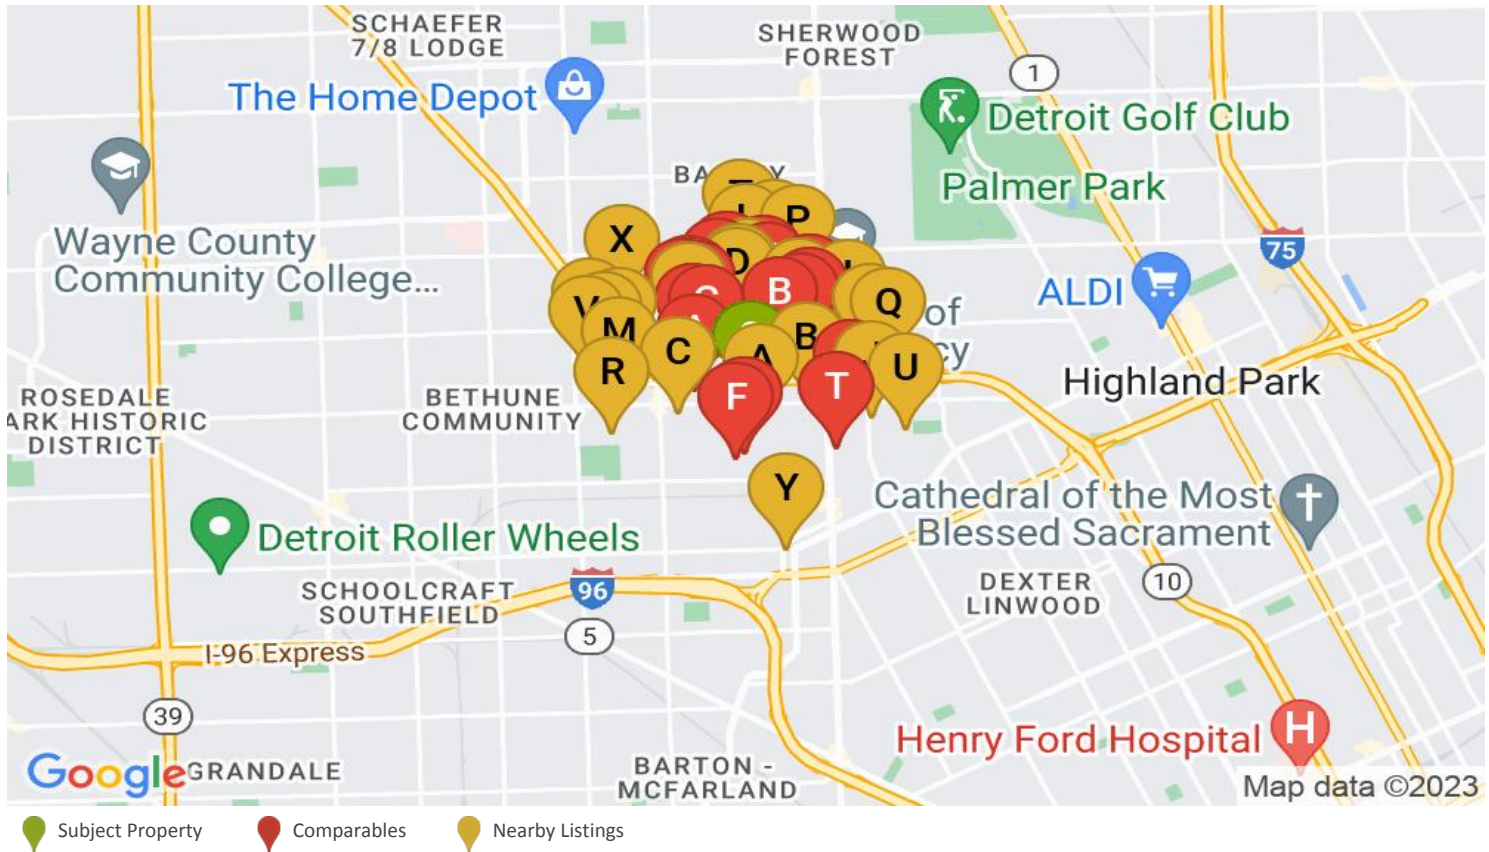 SCHAEFER
7/8 LODGE
SHERWOOD
FOREST
1
The Home Depot
Detroit Golf Club
Palmer Park
Wayne County
Community College...
X
P
D
75
ALDI
B
Q
of
cy
V
M
B
C
A
R
U
T
F
Highland Park
ROSEDALE
ARK HISTORIC
DISTRICT
BETHUNE
COMMUNITY
Y
Cathedral of the Most
Blessed Sacrament
Detroit Roller Wheels
SCHOOLCRAFT
SOUTHFIELD
96
5
DEXTER
LINWOOD
10
I-96 Express
39
Henry Ford Hospital
H
Google
GRANDALE
BARTON -
MCFARLAND
Map data ©2023
Subject Property
Comparables
Nearby Listings